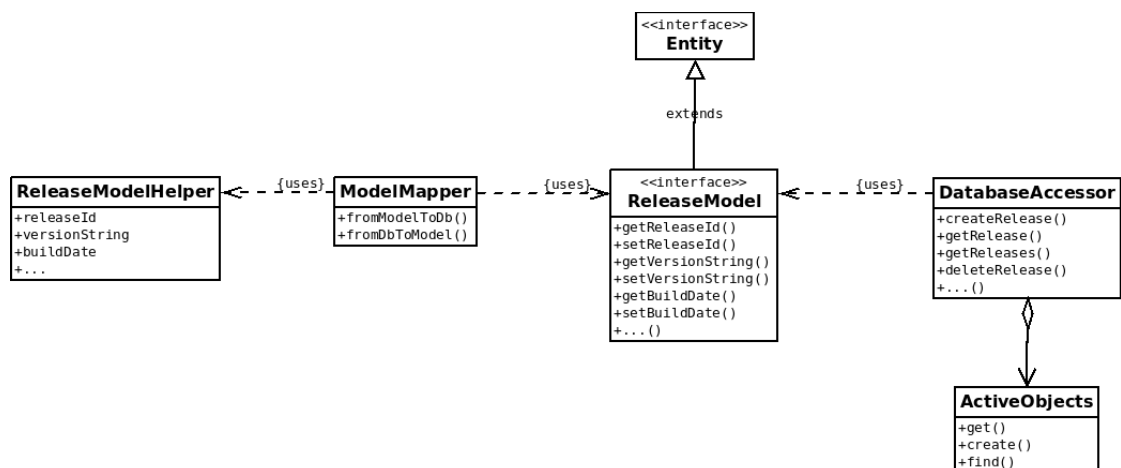 <<interface>>
Entity
extends
ReleaseModelHelper
+releaseId
+versionString
+buildDate
+...
{uses}
ModelMapper
+fromModelToDb()
+fromDbToModel()
{uses}
<<interface>>
ReleaseModel
+getReleaseId()
+setReleaseId()
+getVersionString()
+setVersionString()
+getBuildDate()
+setBuildDate()
+...()
{uses}
DatabaseAccessor
+createRelease()
+getRelease()
+getReleases()
+deleteRelease()
+...()
ActiveObjects
+get()
+create()
+find()